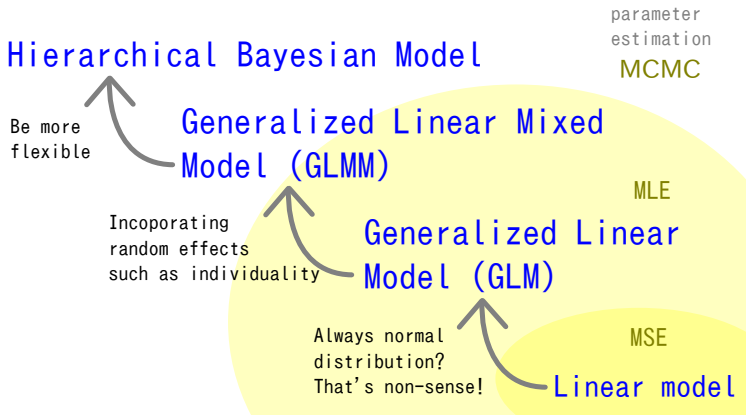 parameter
estimation
MCMC
Hierarchical Bayesian Model
Be more
flexible
Generalized Linear Mixed
Model (GLMM)
MLE
Incoporating
random effects
such as individuality
Generalized Linear
Model (GLM)
Always normal
distribution?
That's non-sense!
MSE
Linear model